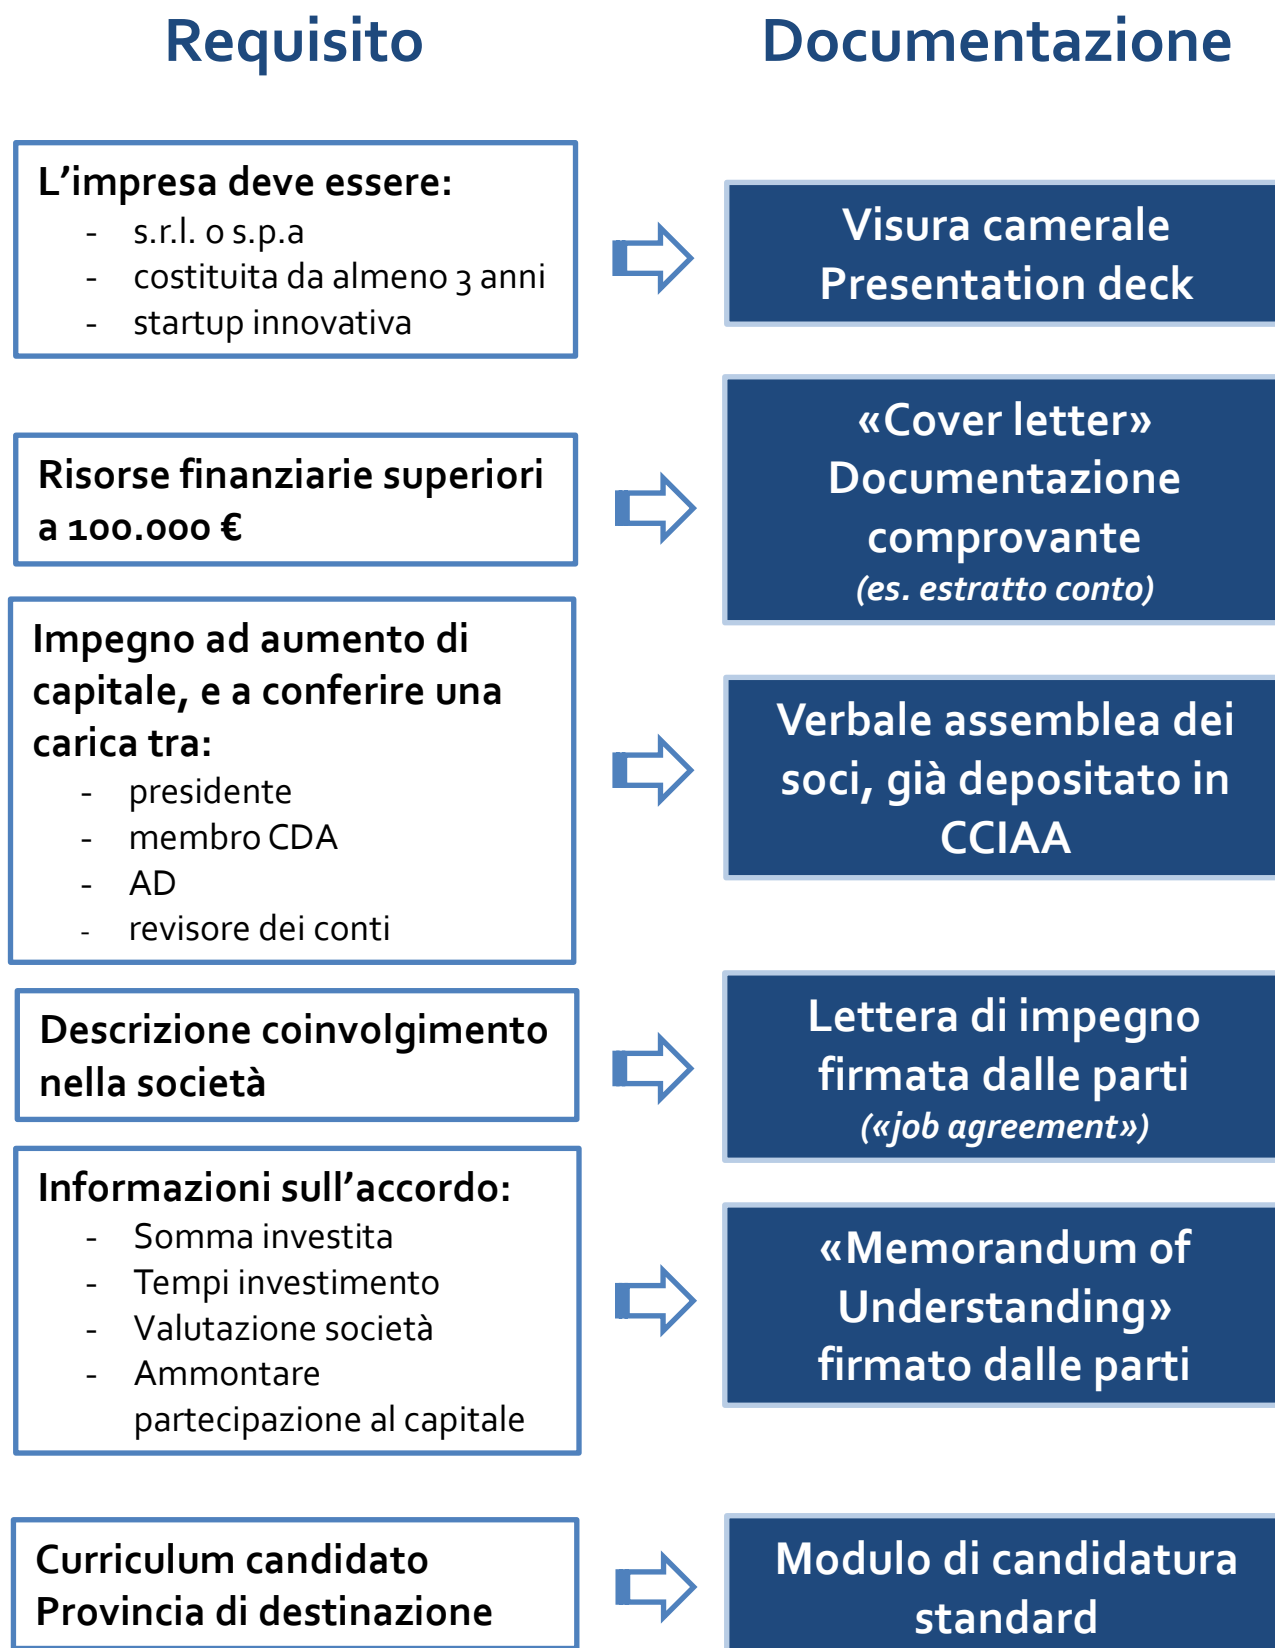 Requisito
Documentazione
L’impresa deve essere:
- s.r.l. o s.p.a
- costituita da almeno 3 anni
- startup innovativa
Visura camerale
Presentation deck
Risorse finanziarie superiori
a 100.000 €
«Cover letter»
Documentazione
comprovante
(es. estratto conto)
Impegno ad aumento di
capitale, e a conferire una
carica tra:
- presidente
- membro CDA
- AD
- revisore dei conti
Verbale assemblea dei
soci, già depositato in
CCIAA
Descrizione coinvolgimento
nella società
Lettera di impegno
firmata dalle parti
(«job agreement»)
Informazioni sull’accordo:
- Somma investita
- Tempi investimento
- Valutazione società
- Ammontare
partecipazione al capitale
«Memorandum of
Understanding»
firmato dalle parti
Curriculum candidato
Provincia di destinazione
Modulo di candidatura
standard